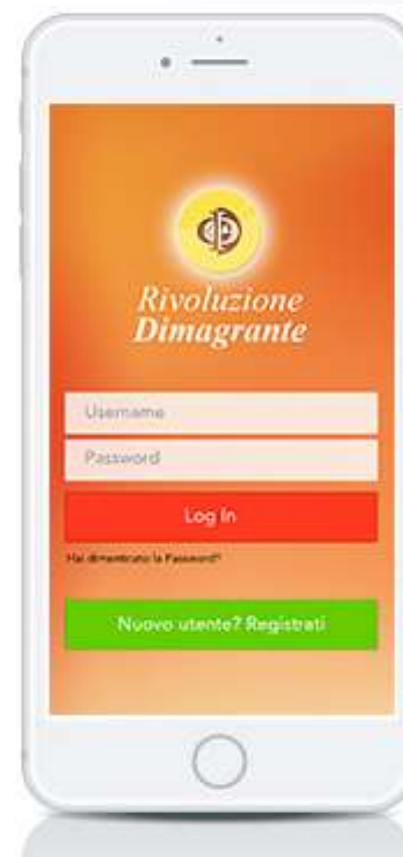 Rivoluzione
Dimagrante
Username
Password
Log In
Hai dimenticato la Password?
Nuovo utente? Registrati